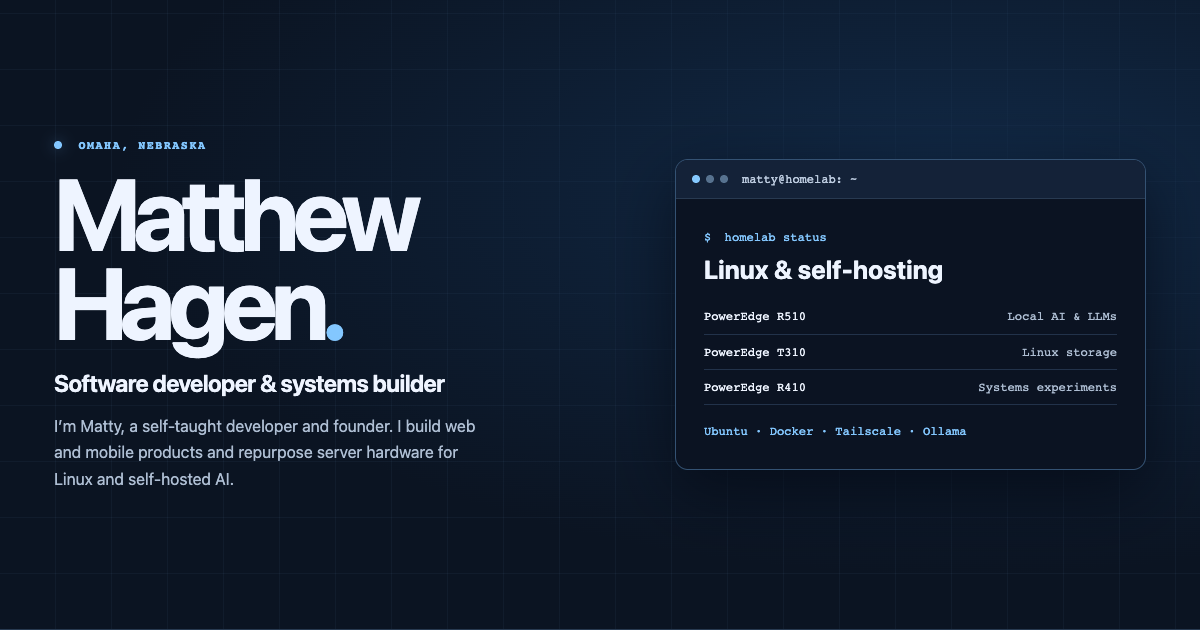 OMAHA, NEBRASKA
Matthew
Hagen.
Software developer & systems builder
I’m Matty, a self-taught developer and founder. I build web
and mobile products and repurpose server hardware for
Linux and self-hosted AI.
matty@homelab: ~
$ homelab status
Linux & self-hosting
PowerEdge R510 Local AI & LLMs
PowerEdge T310 Linux storage
PowerEdge R410 Systems experiments
Ubuntu · Docker · Tailscale · Ollama